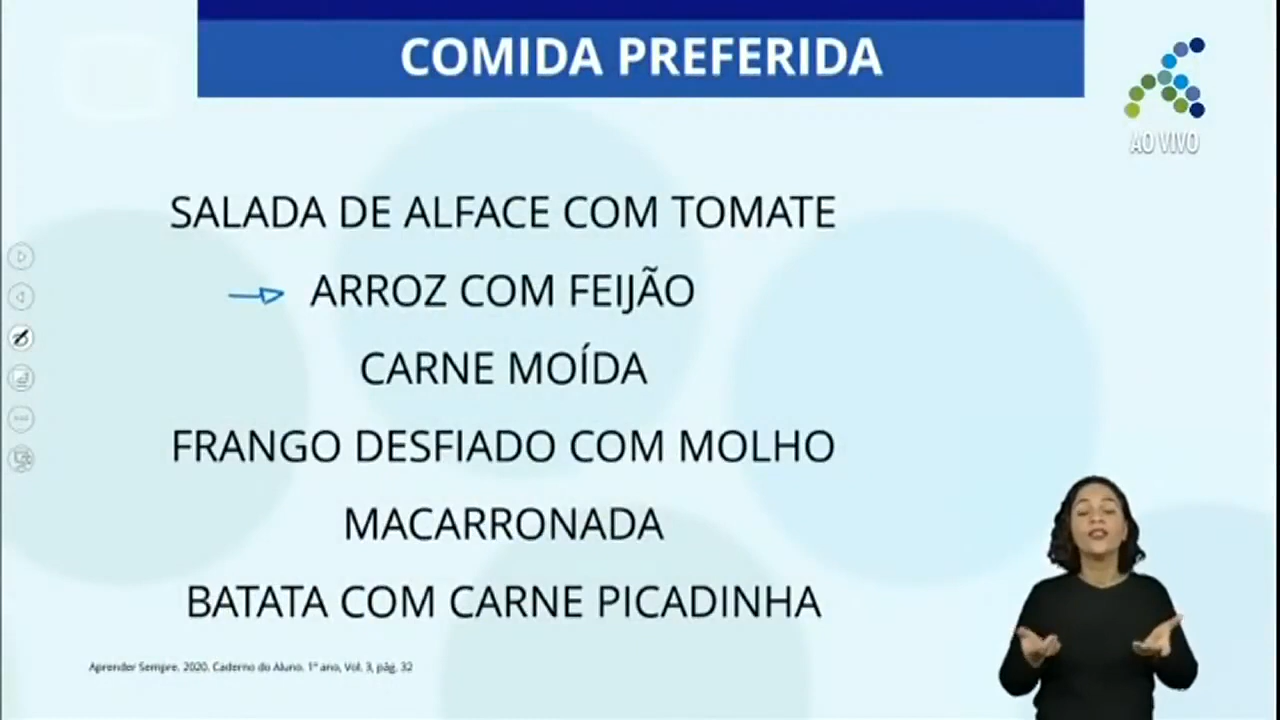 COMIDA PREFERIDA
AO VIVO
SALADA DE ALFACE COM TOMATE
ARROZ COM FEIJÃO
CARNE MOÍDA
FRANGO DESFIADO COM MOLHO
MACARRONADA
BATATA COM CARNE PICADINHA
Aprender Sempre. 2020. Caderno do Aluno. 1º ano, Vol. 3, pág. 32